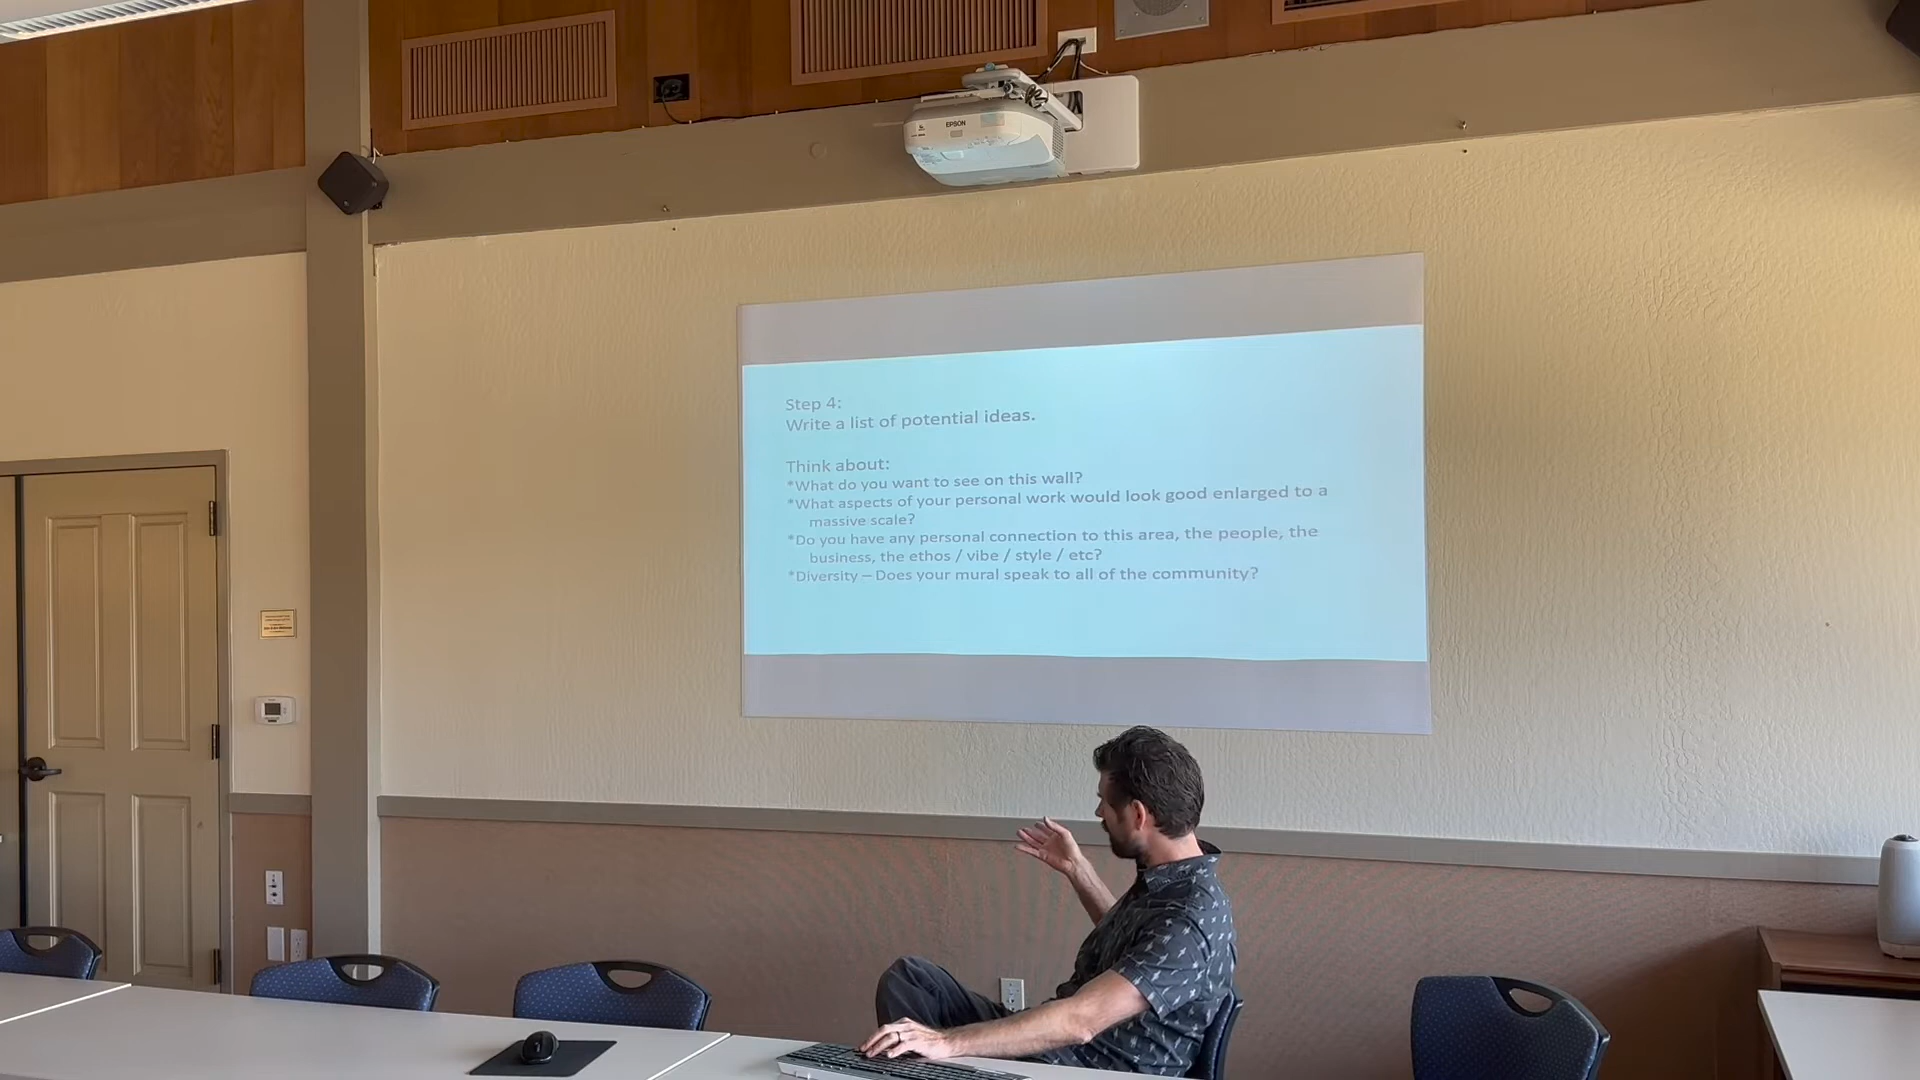 EPSON
Step 4:
Write a list of potential ideas.
Think about:
*What do you want to see on this wall?
*What aspects of your personal work would look good enlarged to a
massive scale?
*Do you have any personal connection to this area, the people, the
business, the ethos / vibe / style / etc?
*Diversity – Does your mural speak to all of the community?